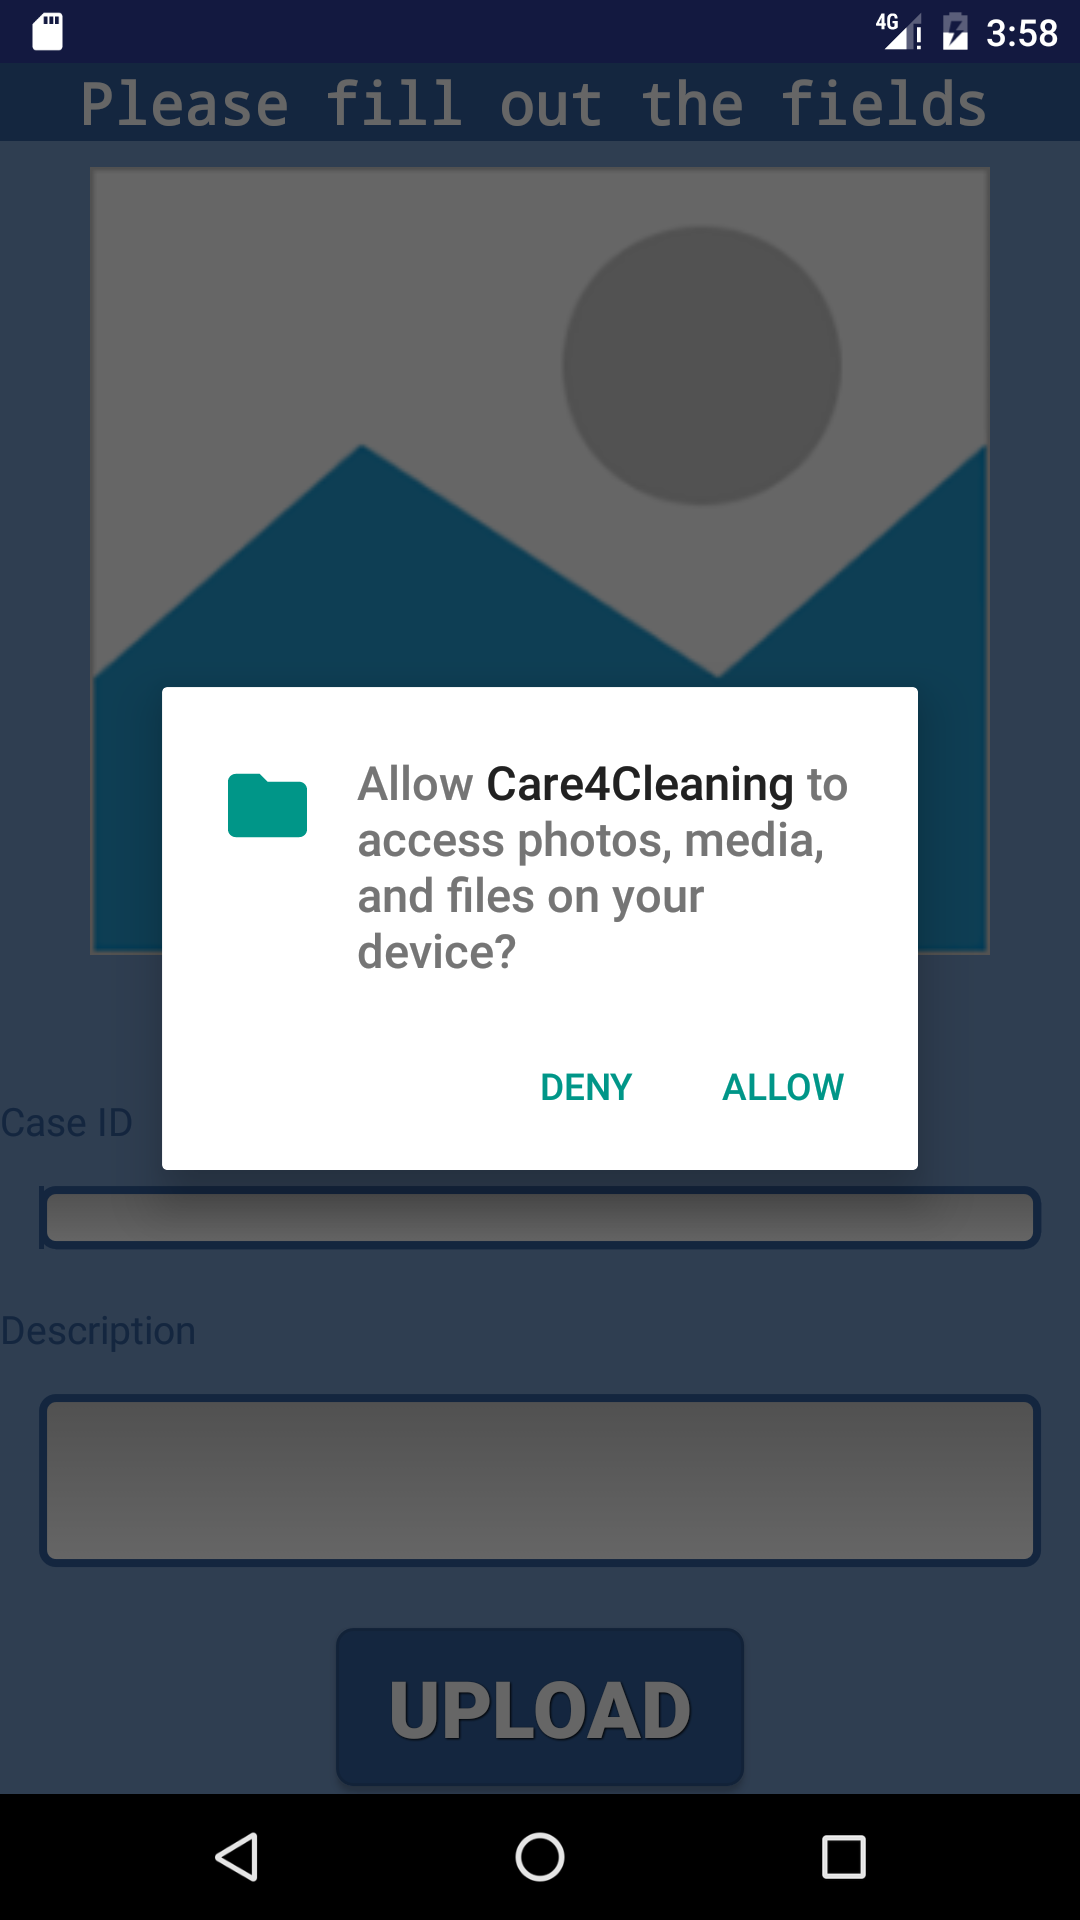 4G 3:58
Please fill out the fields
Allow Care4Cleaning to
access photos, media,
and files on your
device?
DENY ALLOW
Case ID
Description
UPLOAD